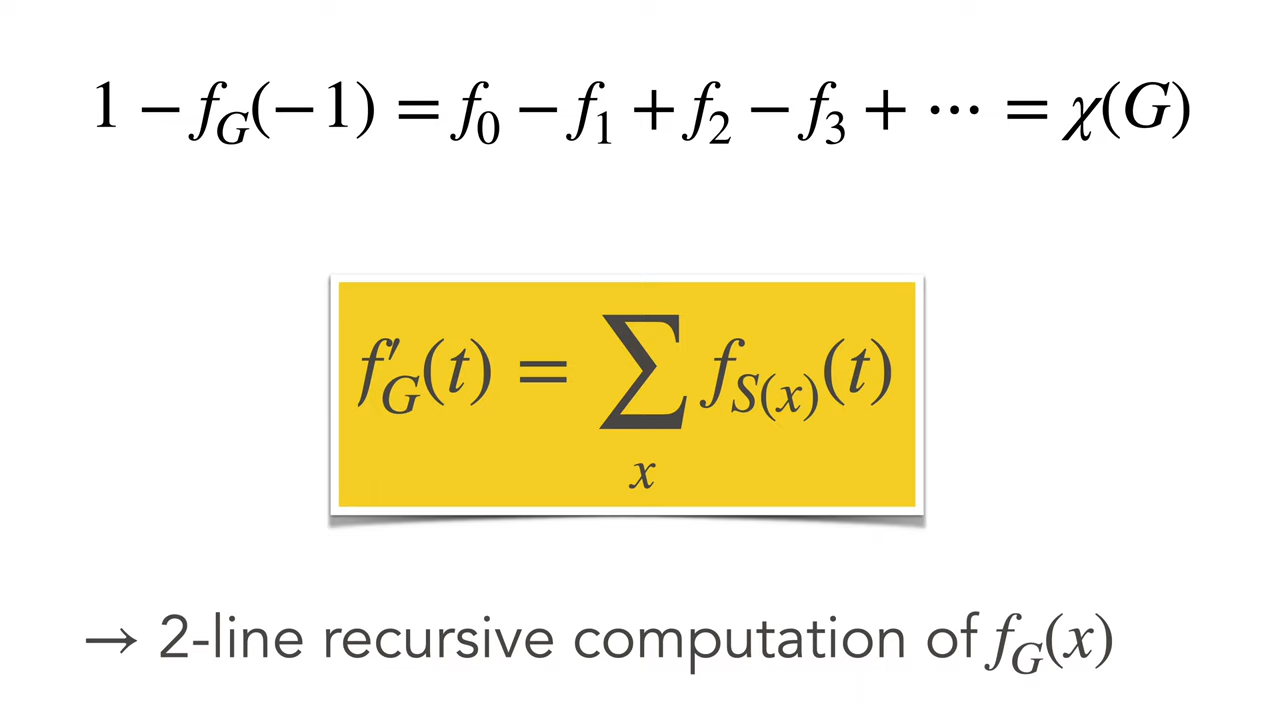 1 − f_G(−1) = f_0 − f_1 + f_2 − f_3 + ⋯ = χ(G)
f′_G(t) = ∑_x f_{S(x)}(t)
→ 2-line recursive computation of f_G(x)